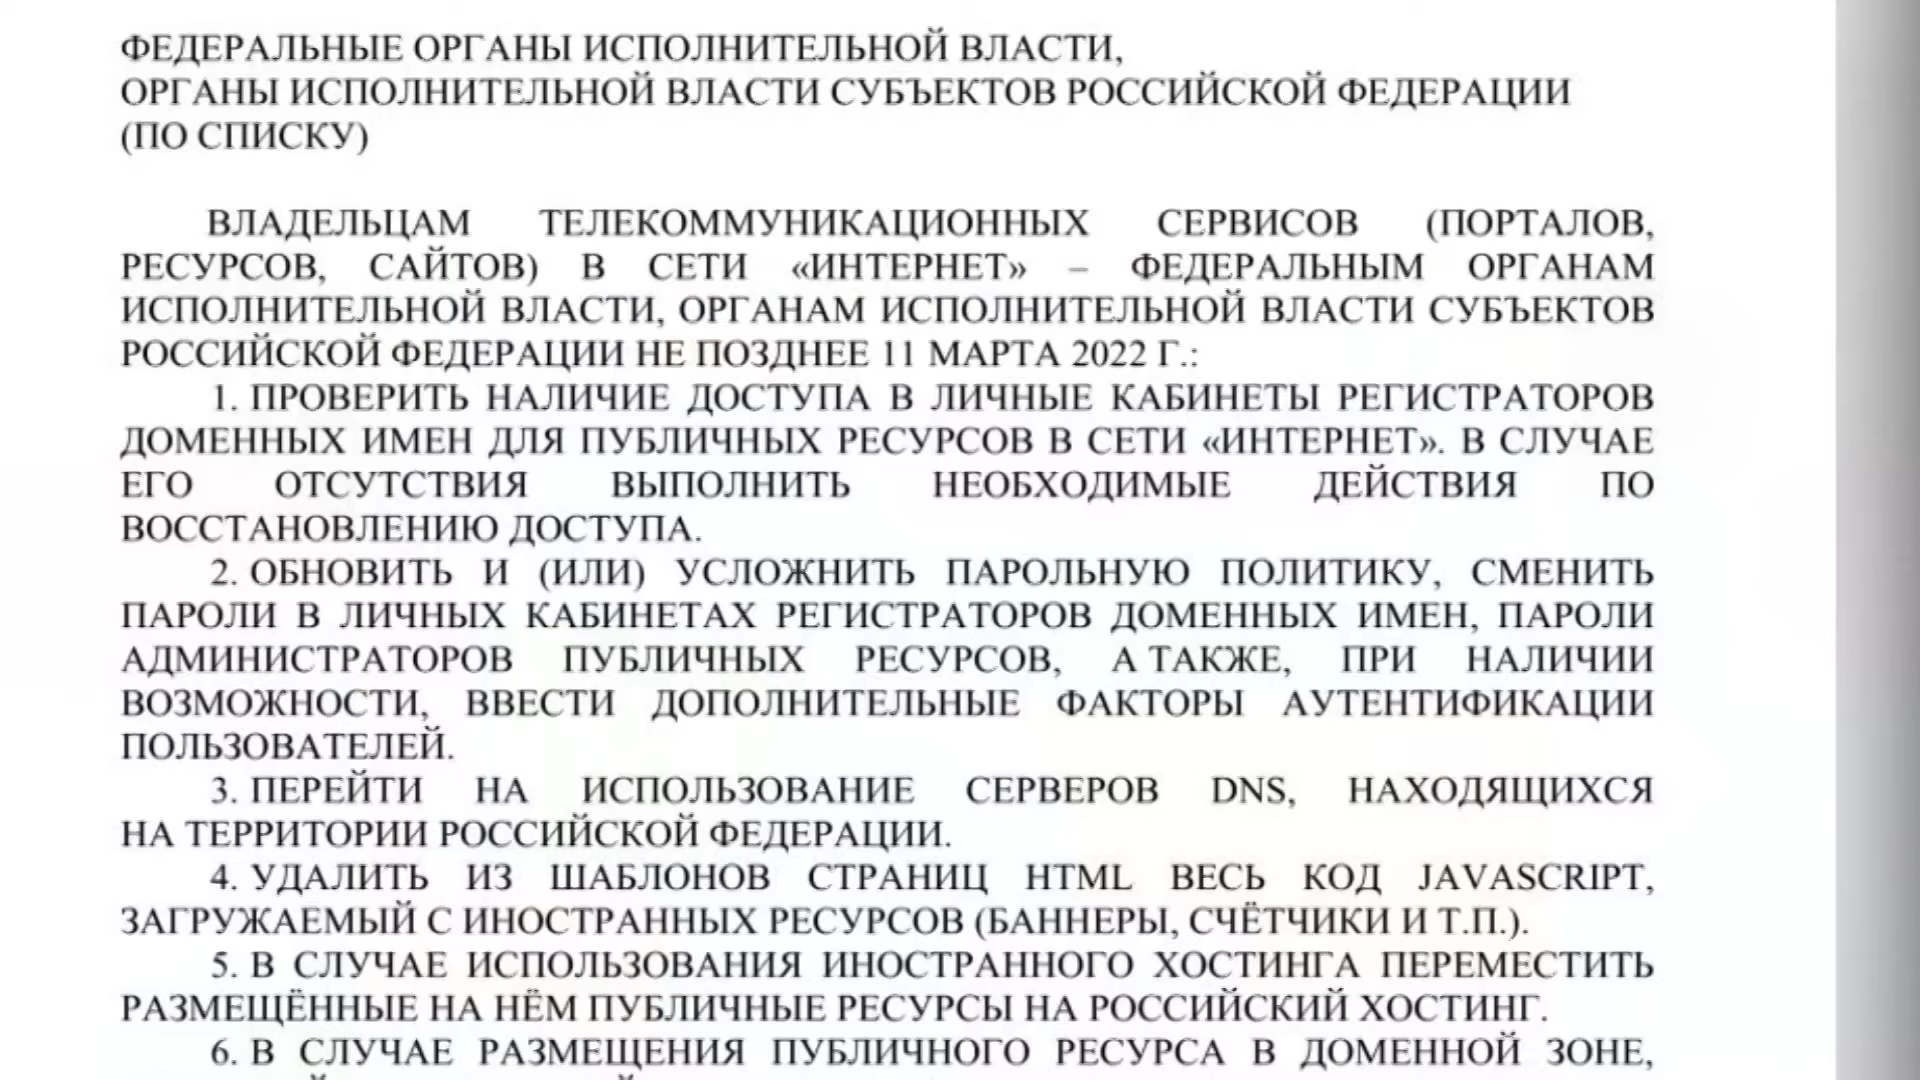 ФЕДЕРАЛЬНЫЕ ОРГАНЫ ИСПОЛНИТЕЛЬНОЙ ВЛАСТИ,
ОРГАНЫ ИСПОЛНИТЕЛЬНОЙ ВЛАСТИ СУБЪЕКТОВ РОССИЙСКОЙ ФЕДЕРАЦИИ
(ПО СПИСКУ)
ВЛАДЕЛЬЦАМ ТЕЛЕКОММУНИКАЦИОННЫХ СЕРВИСОВ (ПОРТАЛОВ,
РЕСУРСОВ, САЙТОВ) В СЕТИ «ИНТЕРНЕТ» – ФЕДЕРАЛЬНЫМ ОРГАНАМ
ИСПОЛНИТЕЛЬНОЙ ВЛАСТИ, ОРГАНАМ ИСПОЛНИТЕЛЬНОЙ ВЛАСТИ СУБЪЕКТОВ
РОССИЙСКОЙ ФЕДЕРАЦИИ НЕ ПОЗДНЕЕ 11 МАРТА 2022 Г.:
1. ПРОВЕРИТЬ НАЛИЧИЕ ДОСТУПА В ЛИЧНЫЕ КАБИНЕТЫ РЕГИСТРАТОРОВ
ДОМЕННЫХ ИМЕН ДЛЯ ПУБЛИЧНЫХ РЕСУРСОВ В СЕТИ «ИНТЕРНЕТ». В СЛУЧАЕ
ЕГО ОТСУТСТВИЯ ВЫПОЛНИТЬ НЕОБХОДИМЫЕ ДЕЙСТВИЯ ПО
ВОССТАНОВЛЕНИЮ ДОСТУПА.
2. ОБНОВИТЬ И (ИЛИ) УСЛОЖНИТЬ ПАРОЛЬНУЮ ПОЛИТИКУ, СМЕНИТЬ
ПАРОЛИ В ЛИЧНЫХ КАБИНЕТАХ РЕГИСТРАТОРОВ ДОМЕННЫХ ИМЕН, ПАРОЛИ
АДМИНИСТРАТОРОВ ПУБЛИЧНЫХ РЕСУРСОВ, А ТАКЖЕ, ПРИ НАЛИЧИИ
ВОЗМОЖНОСТИ, ВВЕСТИ ДОПОЛНИТЕЛЬНЫЕ ФАКТОРЫ АУТЕНТИФИКАЦИИ
ПОЛЬЗОВАТЕЛЕЙ.
3. ПЕРЕЙТИ НА ИСПОЛЬЗОВАНИЕ СЕРВЕРОВ DNS, НАХОДЯЩИХСЯ
НА ТЕРРИТОРИИ РОССИЙСКОЙ ФЕДЕРАЦИИ.
4. УДАЛИТЬ ИЗ ШАБЛОНОВ СТРАНИЦ HTML ВЕСЬ КОД JAVASCRIPT,
ЗАГРУЖАЕМЫЙ С ИНОСТРАННЫХ РЕСУРСОВ (БАННЕРЫ, СЧЁТЧИКИ И Т.П.).
5. В СЛУЧАЕ ИСПОЛЬЗОВАНИЯ ИНОСТРАННОГО ХОСТИНГА ПЕРЕМЕСТИТЬ
РАЗМЕЩЁННЫЕ НА НЁМ ПУБЛИЧНЫЕ РЕСУРСЫ НА РОССИЙСКИЙ ХОСТИНГ.
6. В СЛУЧАЕ РАЗМЕЩЕНИЯ ПУБЛИЧНОГО РЕСУРСА В ДОМЕННОЙ ЗОНЕ,